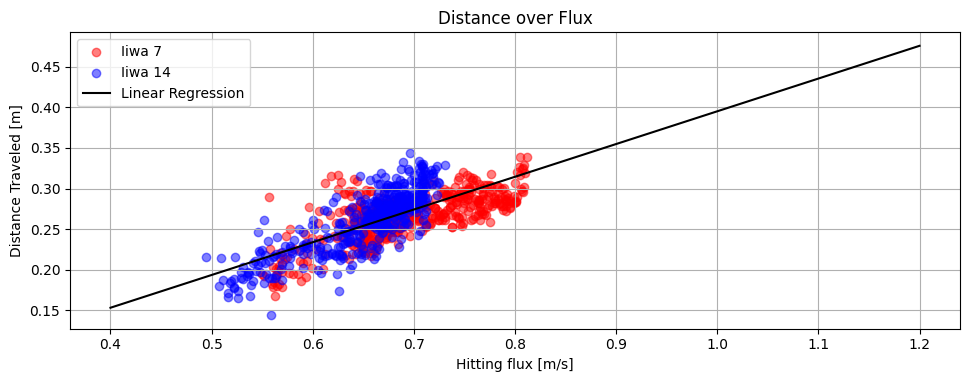 Distance over Flux
Iiwa 7
Iiwa 14
Linear Regression
Distance Traveled [m]
0.45
0.40
0.35
0.30
0.25
0.20
0.15
0.4 0.5 0.6 0.7 0.8 0.9 1.0 1.1 1.2
Hitting flux [m/s]